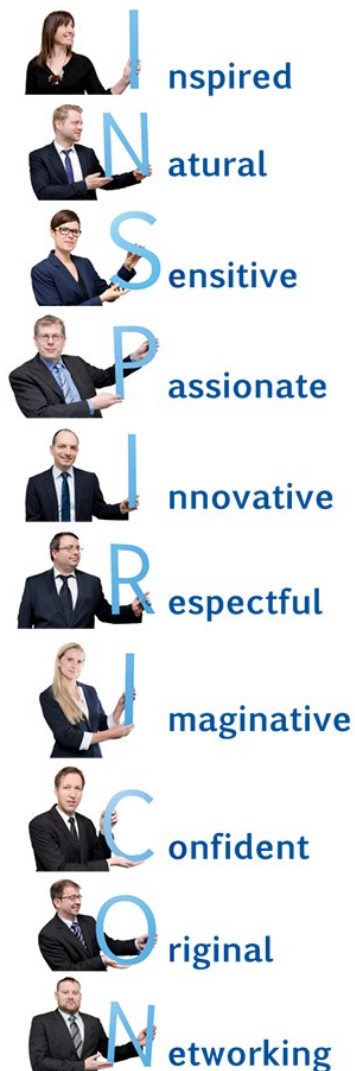 Inspired
Natural
Sensitive
Passionate
Innovative
Respectful
Imaginative
Confident
Original
Networking